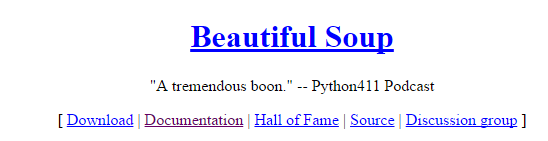 Beautiful Soup
"A tremendous boon." -- Python411 Podcast
[ Download | Documentation | Hall of Fame | Source | Discussion group ]